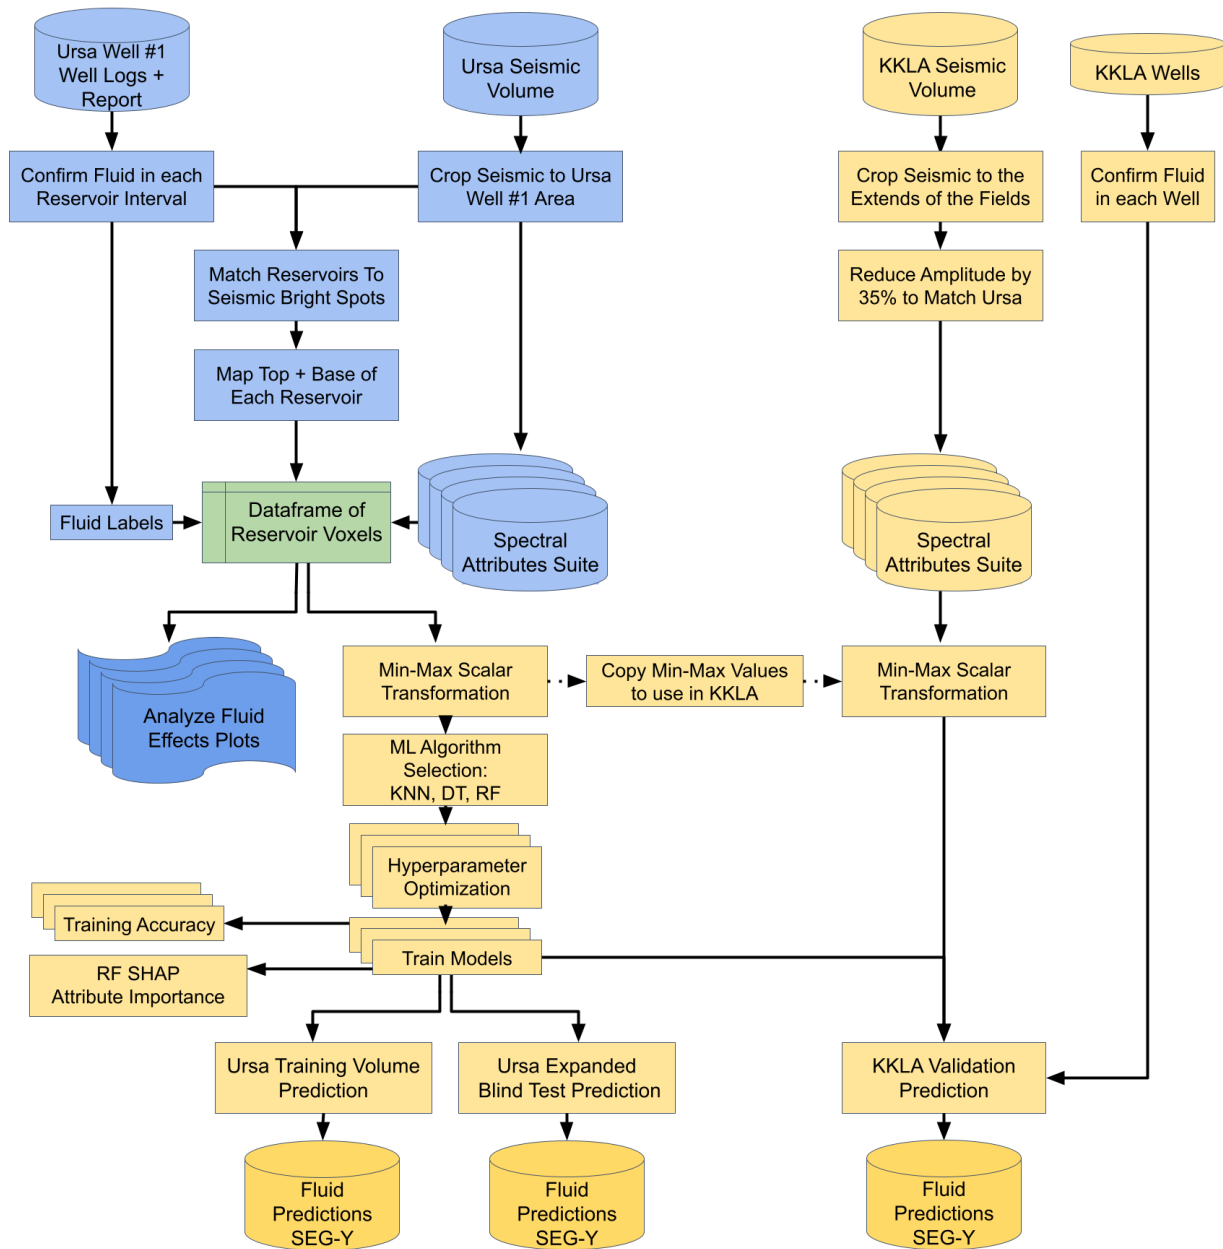 Ursa Well #1
Well Logs +
Report
Ursa Seismic
Volume
KKLA Seismic
Volume
KKLA Wells
Confirm Fluid in each
Reservoir Interval
Crop Seismic to Ursa
Well #1 Area
Crop Seismic to the
Extends of the Fields
Confirm Fluid
in each Well
Match Reservoirs To
Seismic Bright Spots
Reduce Amplitude by
35% to Match Ursa
Map Top + Base of
Each Reservoir
Fluid Labels
Dataframe of
Reservoir Voxels
Spectral
Attributes Suite
Spectral
Attributes Suite
Analyze Fluid
Effects Plots
Min-Max Scalar
Transformation
Copy Min-Max Values
to use in KKLA
Min-Max Scalar
Transformation
ML Algorithm
Selection:
KNN, DT, RF
Hyperparameter
Optimization
Training Accuracy
Train Models
RF SHAP
Attribute Importance
Ursa Training Volume
Prediction
Ursa Expanded
Blind Test Prediction
KKLA Validation
Prediction
Fluid
Predictions
SEG-Y
Fluid
Predictions
SEG-Y
Fluid
Predictions
SEG-Y